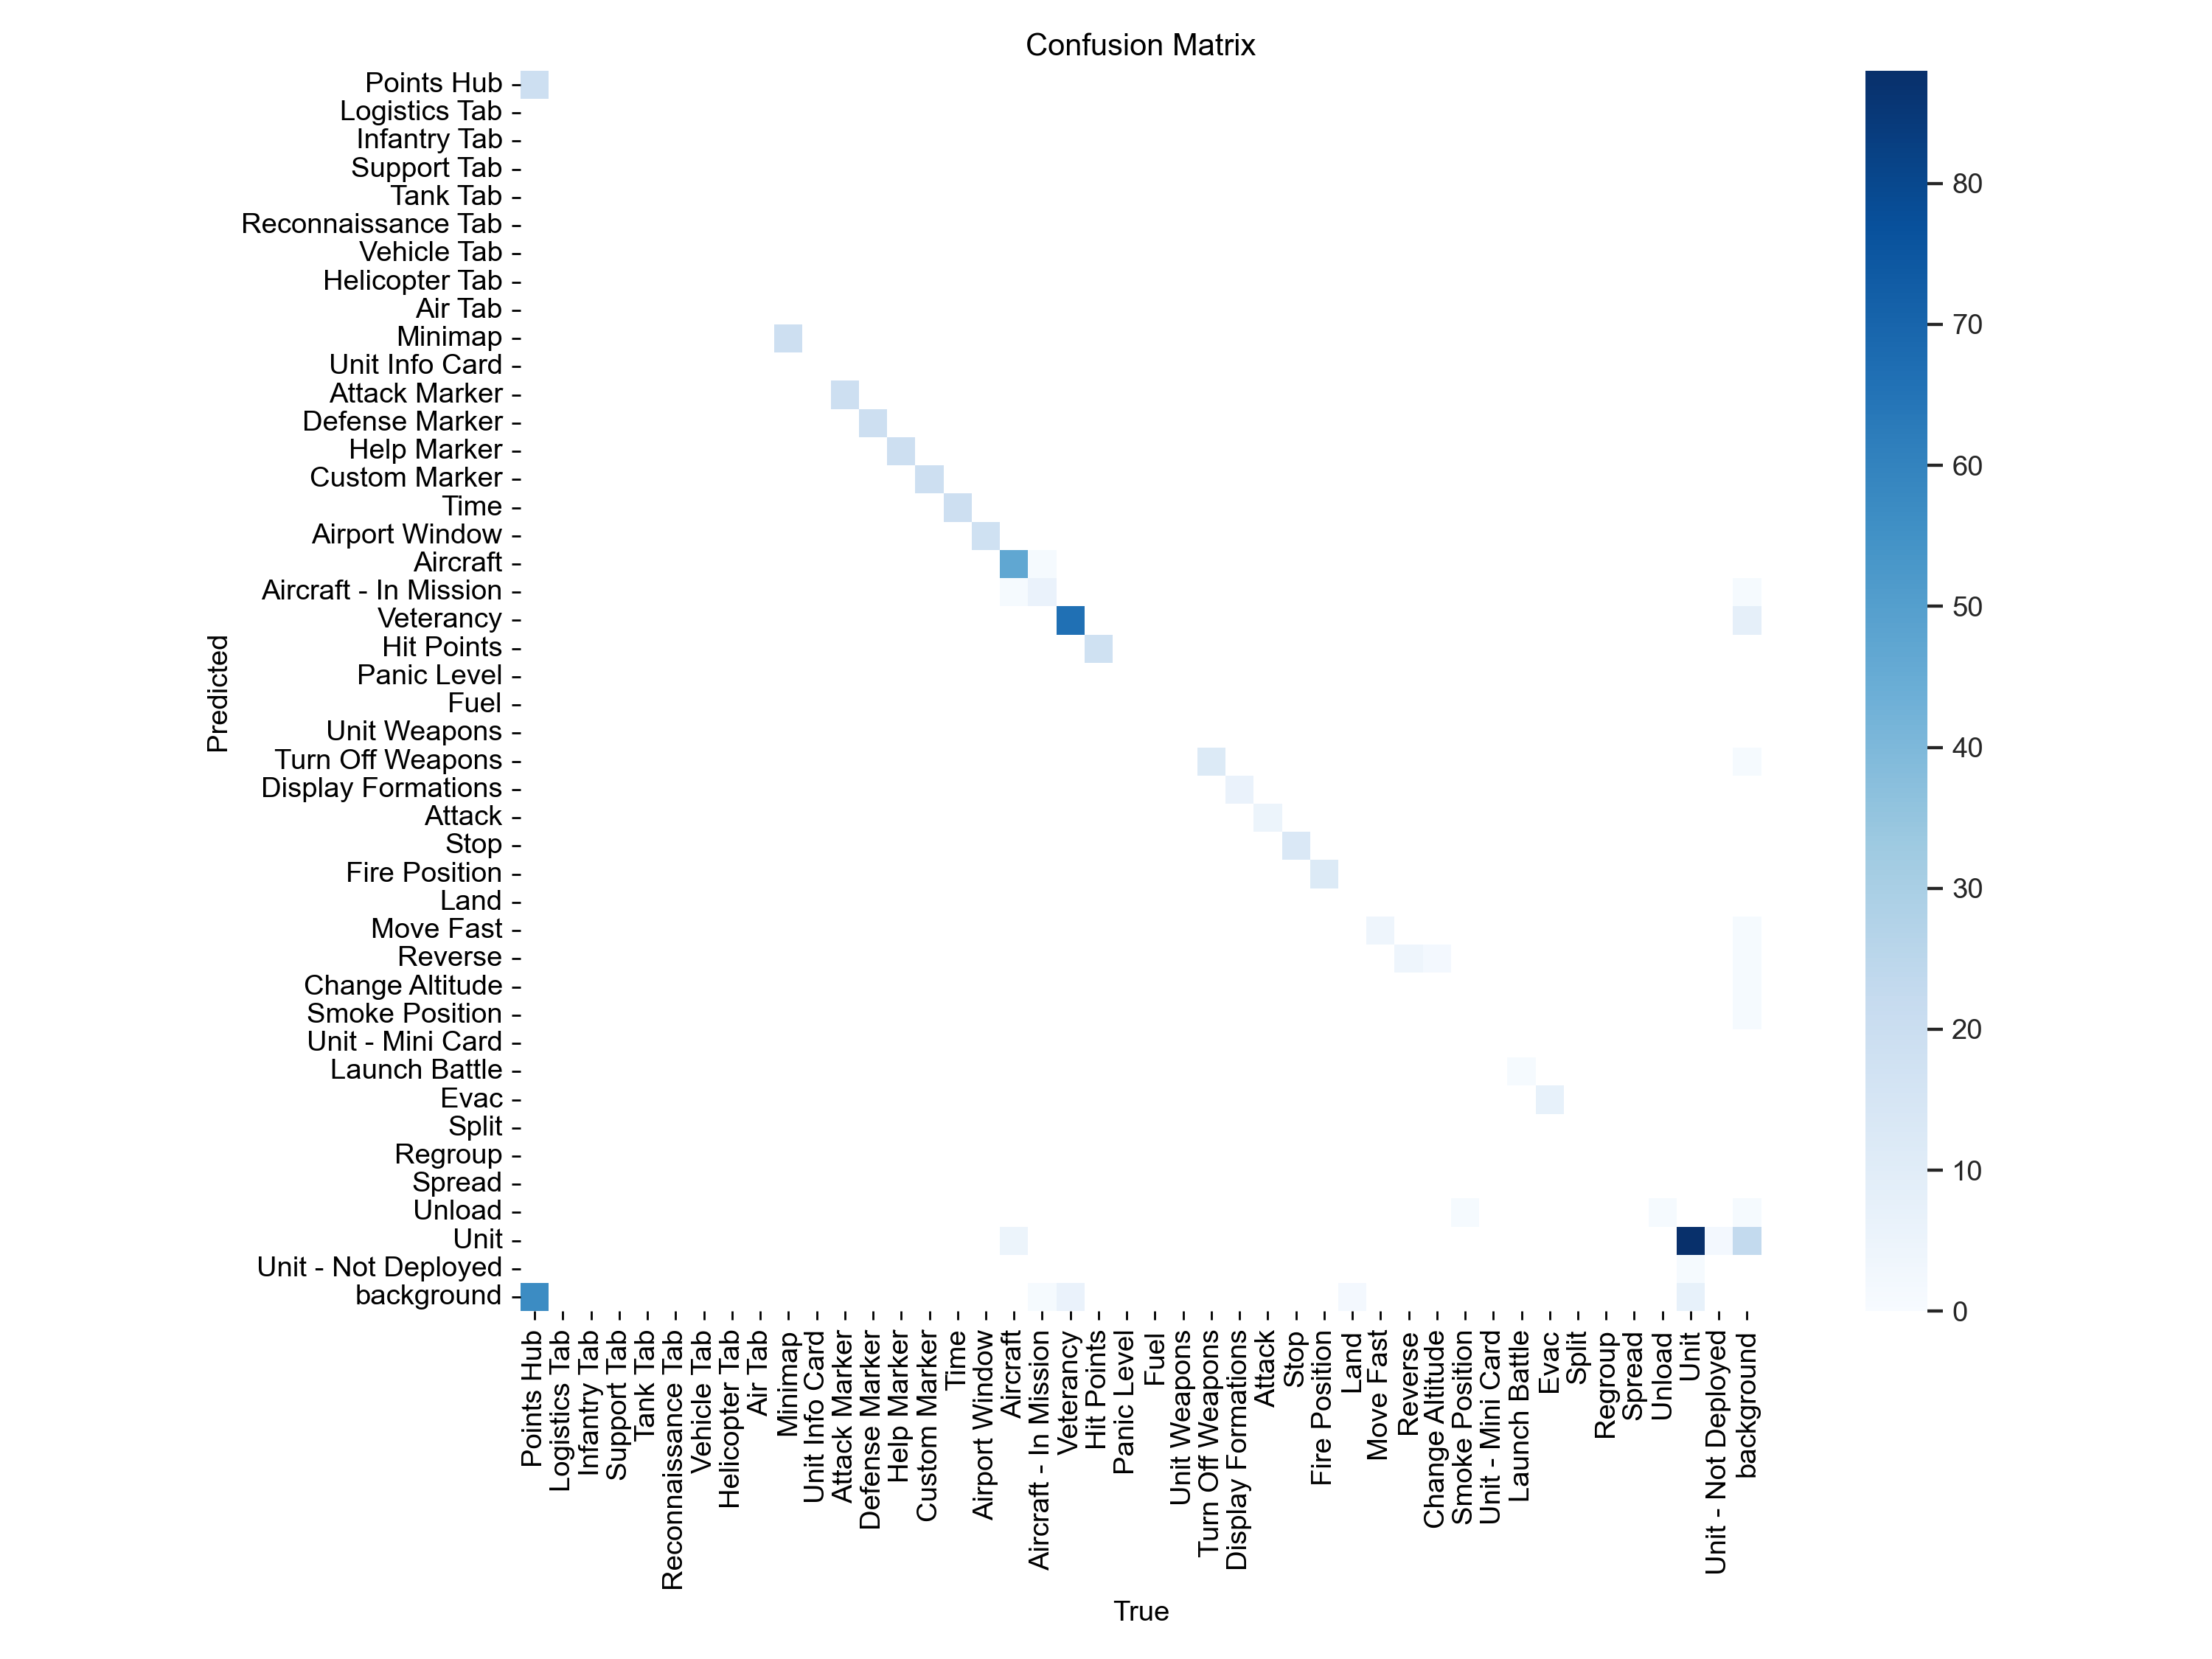 Confusion Matrix
Points Hub
Logistics Tab
Infantry Tab
Support Tab
Tank Tab
Reconnaissance Tab
Vehicle Tab
Helicopter Tab
Air Tab
Minimap
Unit Info Card
Attack Marker
Defense Marker
Help Marker
Custom Marker
Time
Airport Window
Aircraft
Aircraft - In Mission
Veterancy
Hit Points
Panic Level
Fuel
Unit Weapons
Turn Off Weapons
Display Formations
Attack
Stop
Fire Position
Land
Move Fast
Reverse
Change Altitude
Smoke Position
Unit - Mini Card
Launch Battle
Evac
Split
Regroup
Spread
Unload
Unit
Unit - Not Deployed
background
Predicted
Points Hub
Logistics Tab
Infantry Tab
Support Tab
Tank Tab
Reconnaissance Tab
Vehicle Tab
Helicopter Tab
Air Tab
Minimap
Unit Info Card
Attack Marker
Defense Marker
Help Marker
Custom Marker
Time
Airport Window
Aircraft
Aircraft - In Mission
Veterancy
Hit Points
Panic Level
Fuel
Unit Weapons
Turn Off Weapons
Display Formations
Attack
Stop
Fire Position
Land
Move Fast
Reverse
Change Altitude
Smoke Position
Unit - Mini Card
Launch Battle
Evac
Split
Regroup
Spread
Unload
Unit
Unit - Not Deployed
background
True
80
70
60
50
40
30
20
10
0